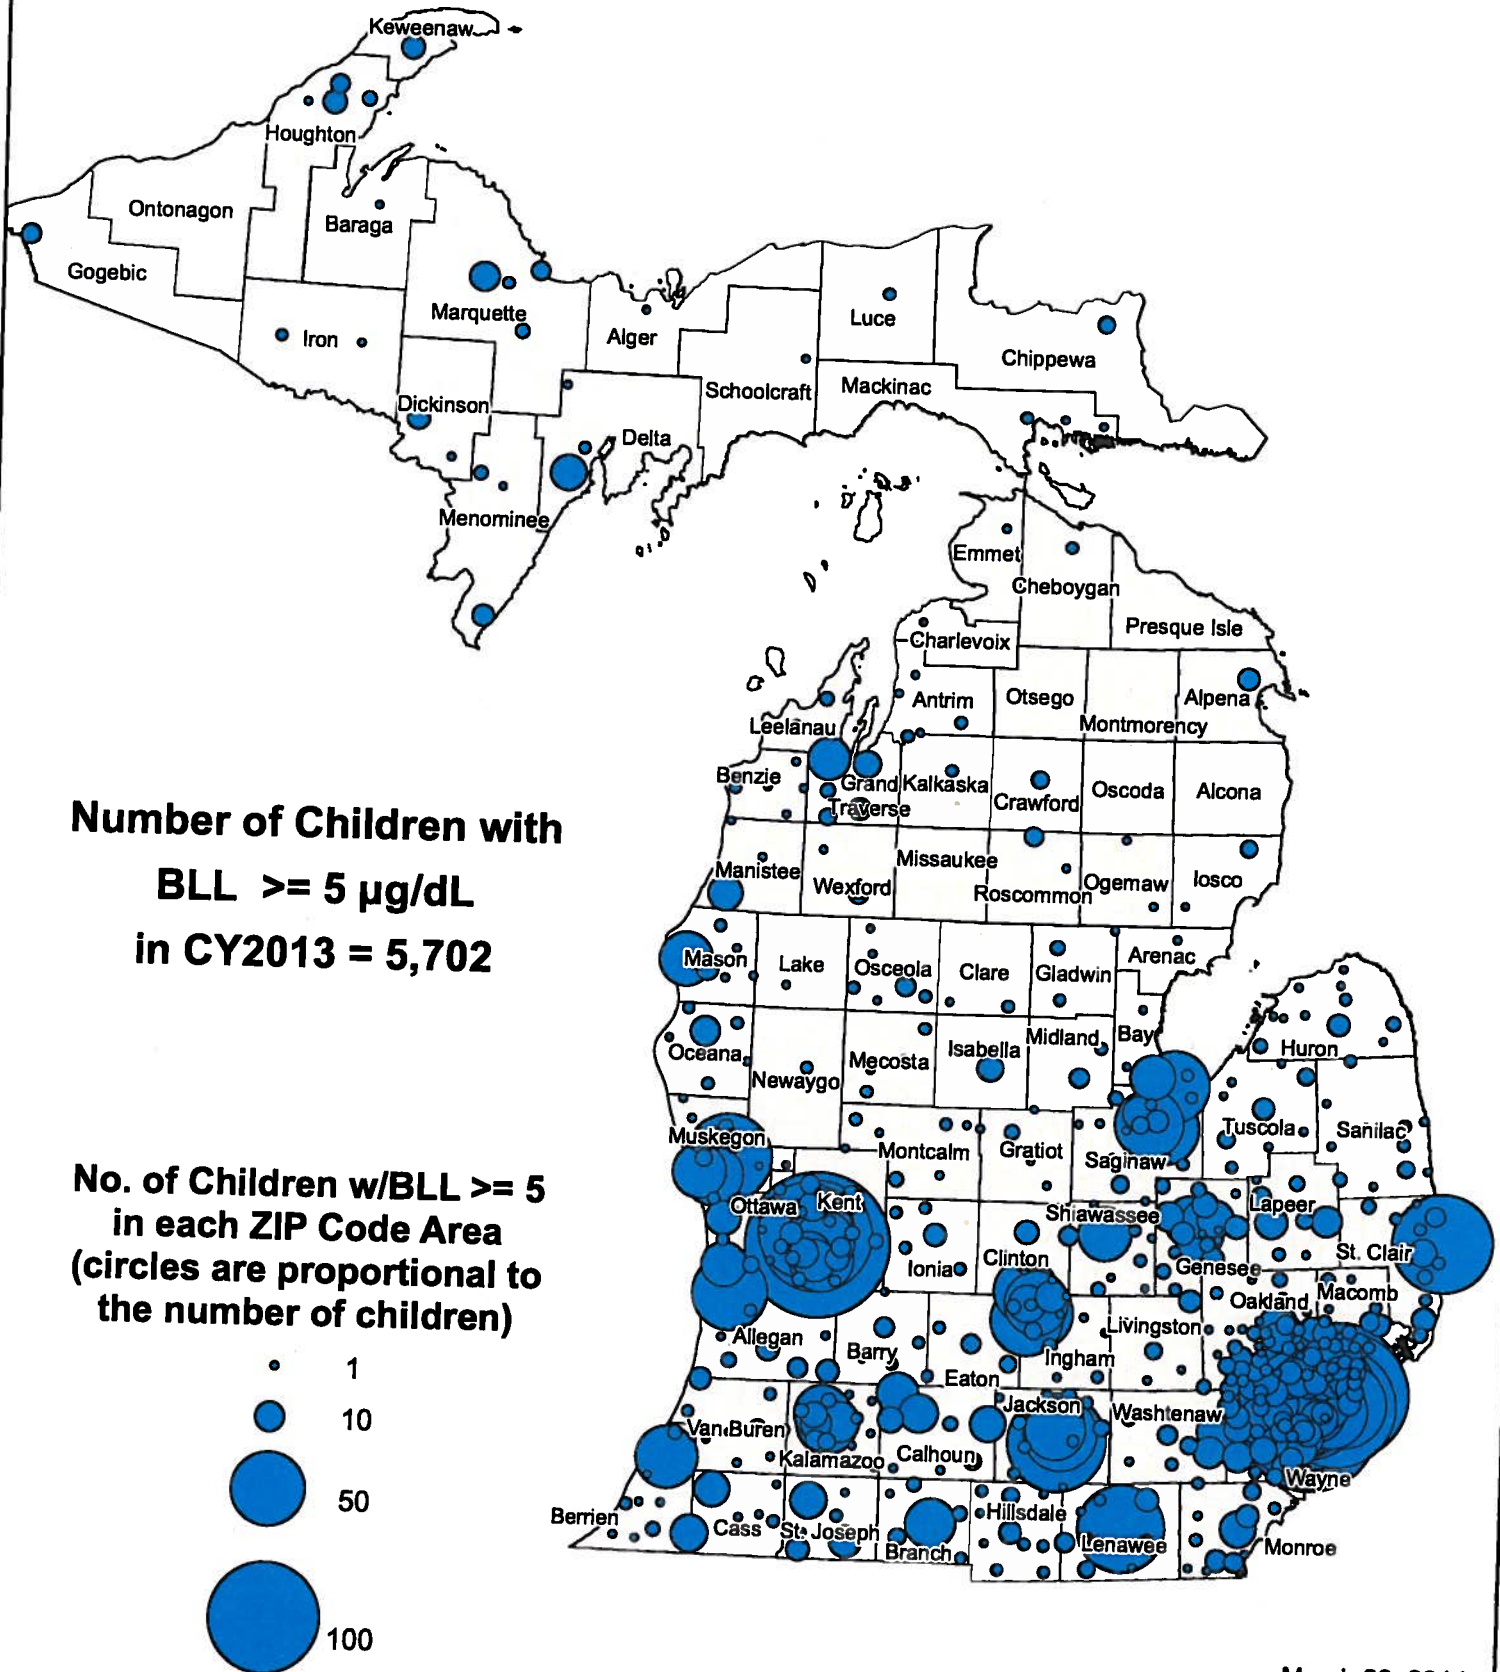 Keweenaw
Houghton
Ontonagon
Baraga
Gogebic
Marquette
Iron
Alger
Luce
Chippewa
Schoolcraft
Mackinac
Dickinson
Delta
Menominee
Emmet
Cheboygan
Presque Isle
Charlevoix
Antrim
Otsego
Alpena
Montmorency
Leelanau
Benzie
Grand
Traverse
Kalkaska
Crawford
Oscoda
Alcona
Number of Children with
BLL >= 5 µg/dL
in CY2013 = 5,702
Manistee
Wexford
Missaukee
Roscommon
Ogemaw
Iosco
Mason
Lake
Osceola
Clare
Gladwin
Arenac
Oceana
Newaygo
Mecosta
Isabella
Midland
Bay
Huron
Muskegon
Montcalm
Gratiot
Saginaw
Tuscola
Sanilac
No. of Children w/BLL >= 5
in each ZIP Code Area
(circles are proportional to
the number of children)
1
10
50
100
Ottawa
Kent
Ionia
Clinton
Shiawassee
Genesee
Lapeer
St. Clair
Allegan
Barry
Eaton
Ingham
Livingston
Oakland
Macomb
Van Buren
Kalamazoo
Calhoun
Jackson
Washtenaw
Wayne
Berrien
Cass
St. Joseph
Branch
Hillsdale
Lenawee
Monroe